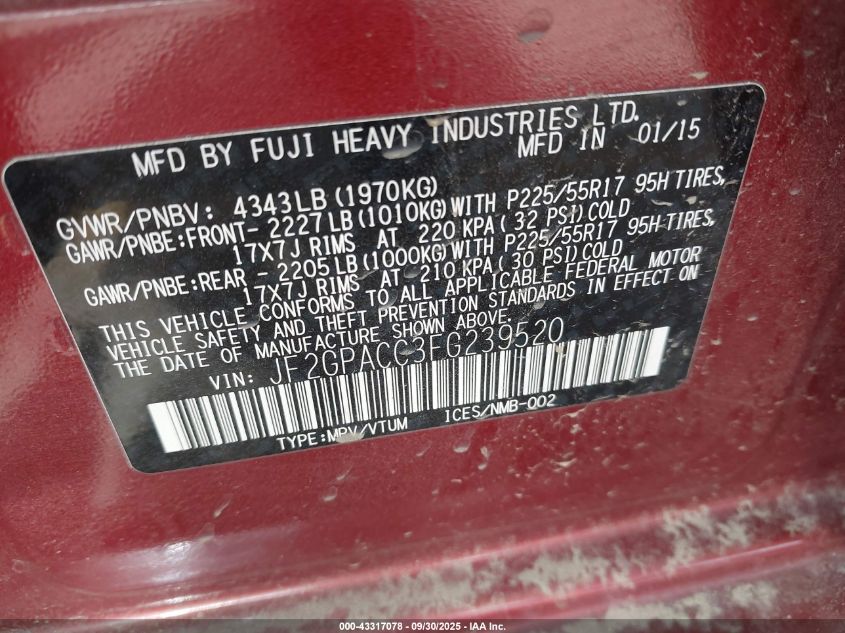 MFD BY FUJI HEAVY INDUSTRIES LTD.
MFD IN 01/15
GVWR/PNBV: 4343LB(1970KG)
GAWR/PNBE:FRONT- 2227LB(1010KG)WITH P225/55R17 95H TIRES,
17X7J RIMS AT 220 KPA(32 PSI)COLD
GAWR/PNBE:REAR - 2205LB(1000KG)WITH P225/55R17 95H TIRES,
17X7J RIMS AT 210 KPA(30 PSI)COLD
THIS VEHICLE CONFORMS TO ALL APPLICABLE FEDERAL MOTOR
VEHICLE SAFETY AND THEFT PREVENTION STANDARDS IN EFFECT ON
THE DATE OF MANUFACTURE SHOWN ABOVE.
VIN: JF2GPACC3FG239520
TYPE:MPV/VTUM ICES/NMB-002
000-43317078 - 09/30/2025 - IAA Inc.